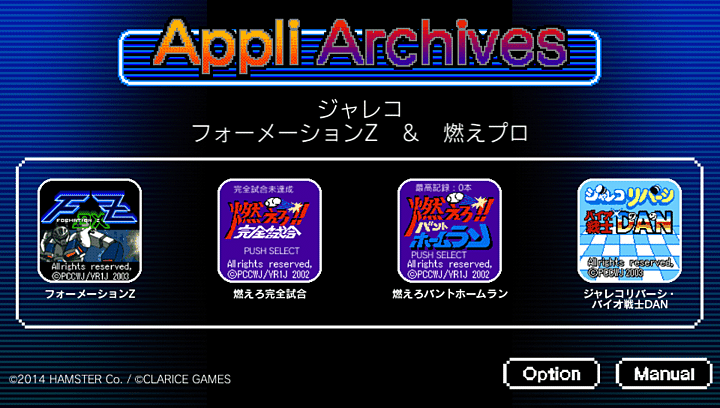 Appli Archives
ジャレコ
フォーメーションZ ＆ 燃えプロ
FZ
FORMATION Z
DX
Allrights reserved.
©PCCWJ/VR1J 2003
フォーメーションZ
完全試合未達成
燃えろ!!
完全試合
PUSH SELECT
Allrights reserved.
©PCCWJ/VR1J 2002
燃えろ完全試合
最高記録：0本
燃えろ!!
バント
ホームラン
PUSH SELECT
Allrights reserved.
©PCCWJ/VR1J 2002
燃えろバントホームラン
ジャレコリバーシ
バイオ戦士DAN
Allrights reserved.
©PCCWJ 2003
ジャレコリバーシ・
バイオ戦士DAN
©2014 HAMSTER Co. / ©CLARICE GAMES
Option
Manual